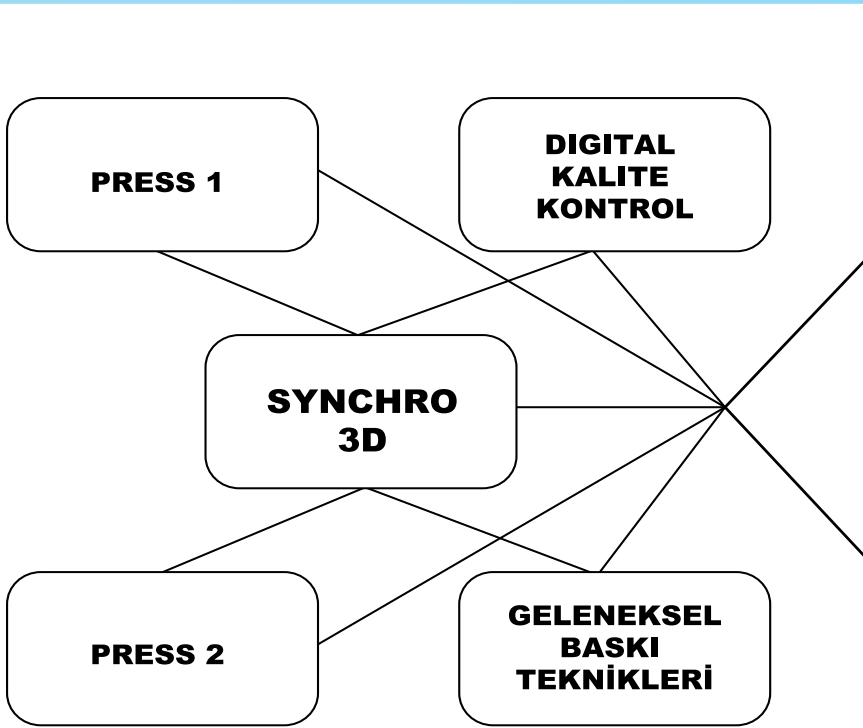 PRESS 1
DIGITAL
KALITE
KONTROL
SYNCHRO
3D
PRESS 2
GELENEKSEL
BASKI
TEKNİKLERİ